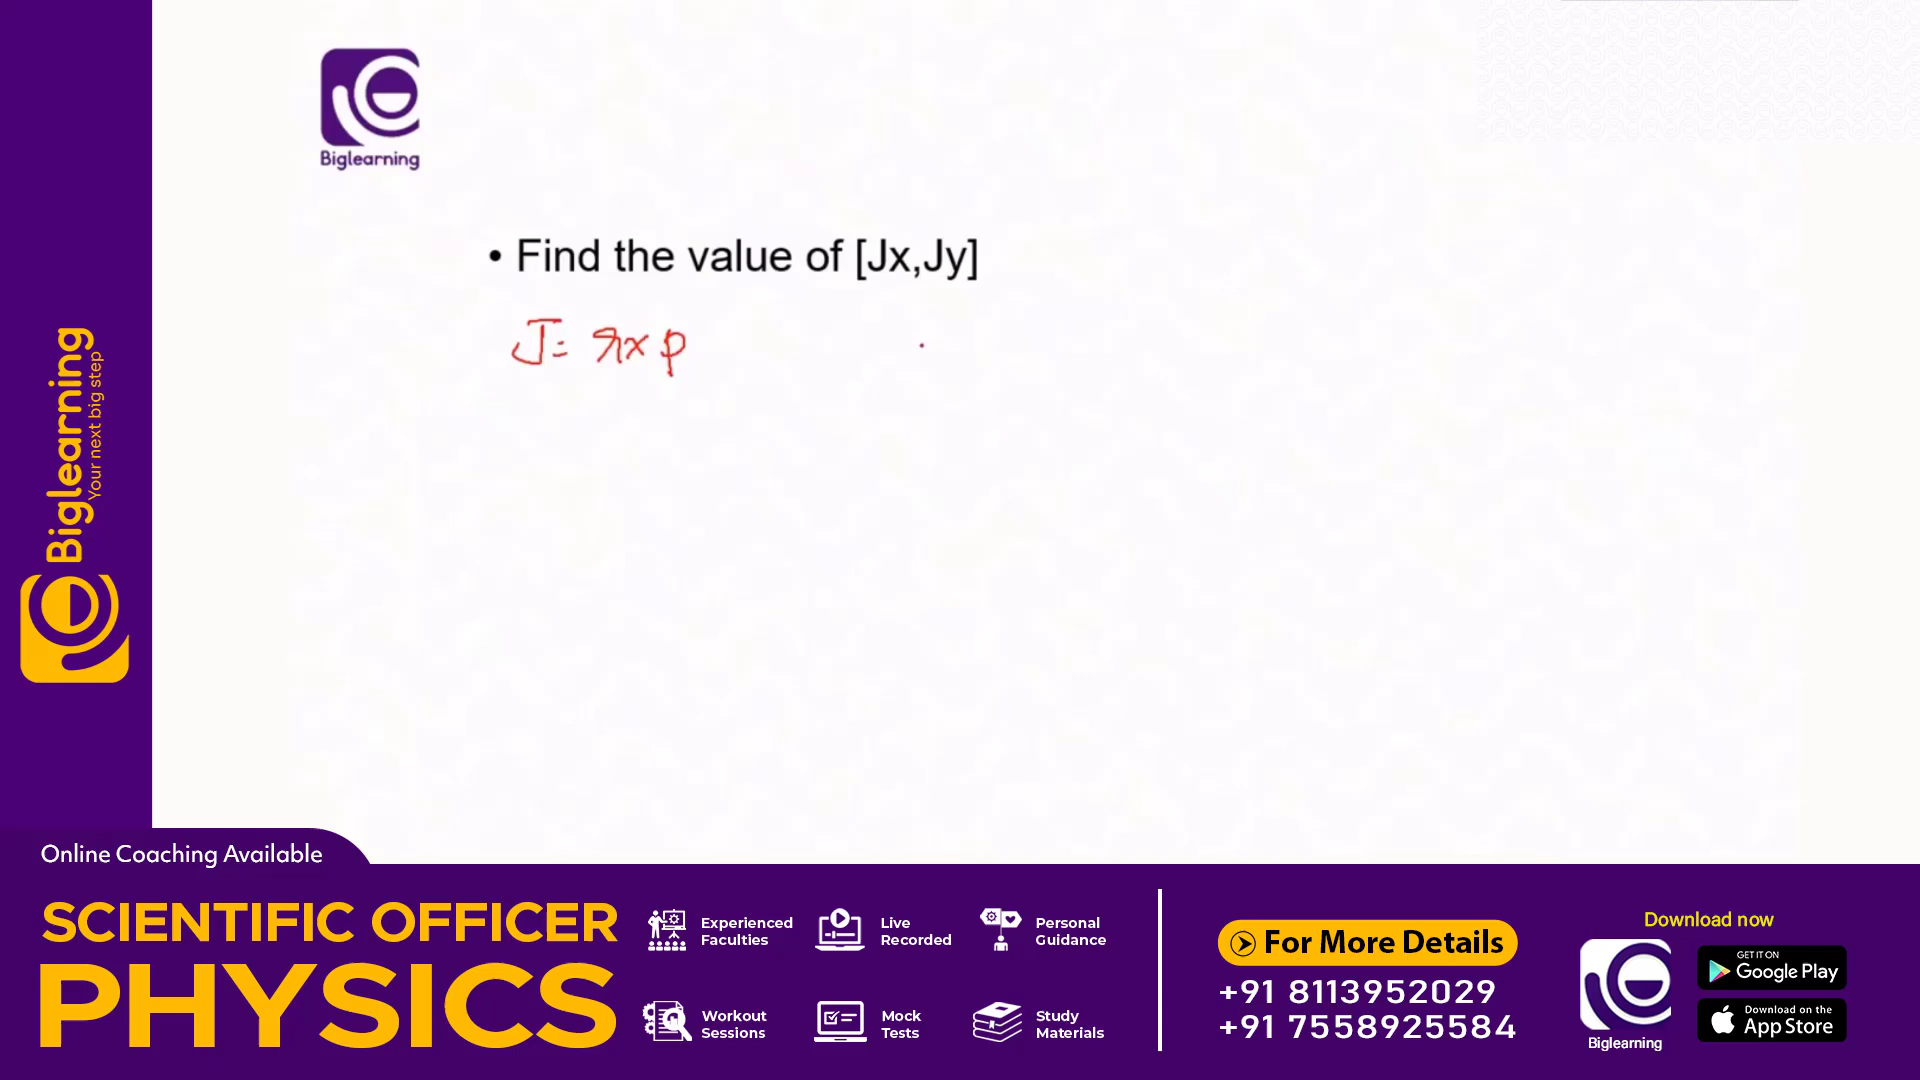 Biglearning
• Find the value of [Jx,Jy]
J= r x p
Biglearning
Your next big step
Online Coaching Available
SCIENTIFIC OFFICER
PHYSICS
Experienced
Faculties
Live
Recorded
Personal
Guidance
Workout
Sessions
Mock
Tests
Study
Materials
For More Details
+91 8113952029
+91 7558925584
Download now
Biglearning
GET IT ON
Google Play
Download on the
App Store